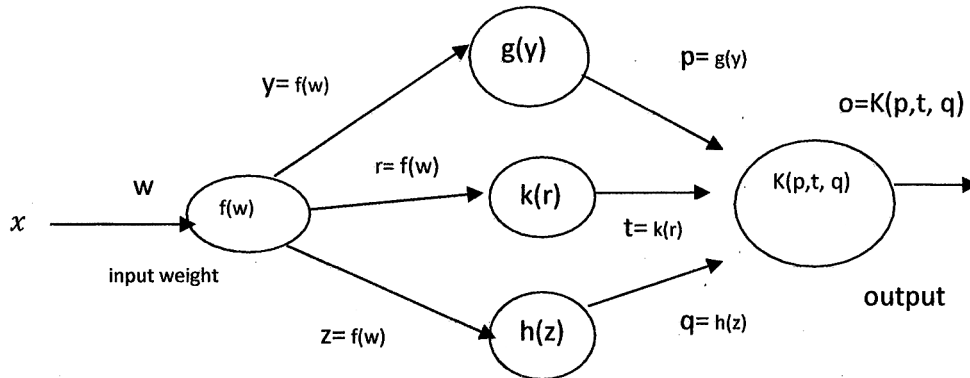 g(y)
p= g(y)
y= f(w)
o=K(p,t, q)
r= f(w)
w
f(w)
k(r)
K(p,t, q)
x
t= k(r)
input weight
output
z= f(w)
h(z)
q= h(z)